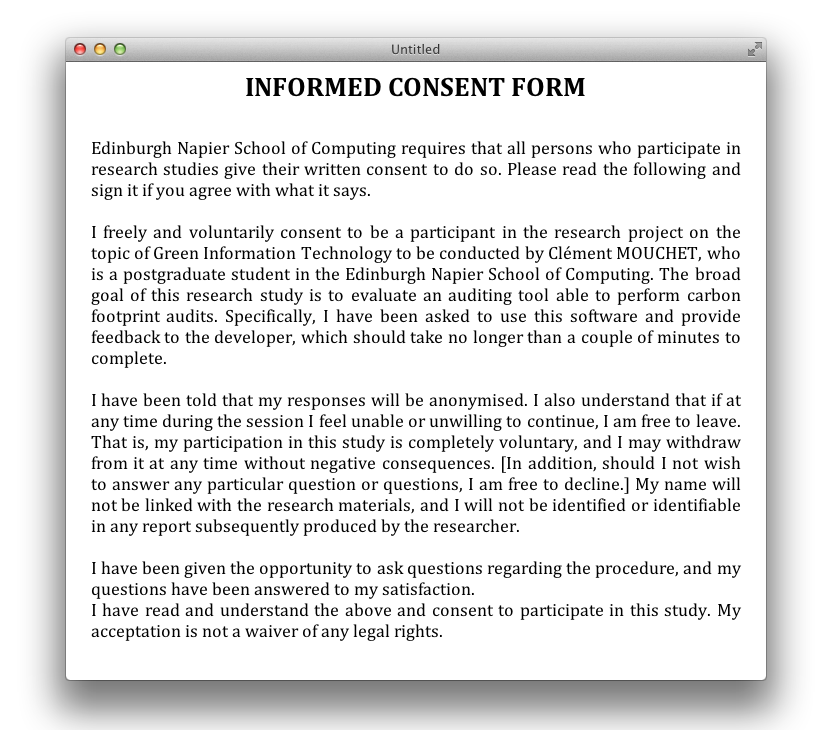 Untitled
INFORMED CONSENT FORM
Edinburgh Napier School of Computing requires that all persons who participate in
research studies give their written consent to do so. Please read the following and
sign it if you agree with what it says.
I freely and voluntarily consent to be a participant in the research project on the
topic of Green Information Technology to be conducted by Clément MOUCHET, who
is a postgraduate student in the Edinburgh Napier School of Computing. The broad
goal of this research study is to evaluate an auditing tool able to perform carbon
footprint audits. Specifically, I have been asked to use this software and provide
feedback to the developer, which should take no longer than a couple of minutes to
complete.
I have been told that my responses will be anonymised. I also understand that if at
any time during the session I feel unable or unwilling to continue, I am free to leave.
That is, my participation in this study is completely voluntary, and I may withdraw
from it at any time without negative consequences. [In addition, should I not wish
to answer any particular question or questions, I am free to decline.] My name will
not be linked with the research materials, and I will not be identified or identifiable
in any report subsequently produced by the researcher.
I have been given the opportunity to ask questions regarding the procedure, and my
questions have been answered to my satisfaction.
I have read and understand the above and consent to participate in this study. My
acceptation is not a waiver of any legal rights.